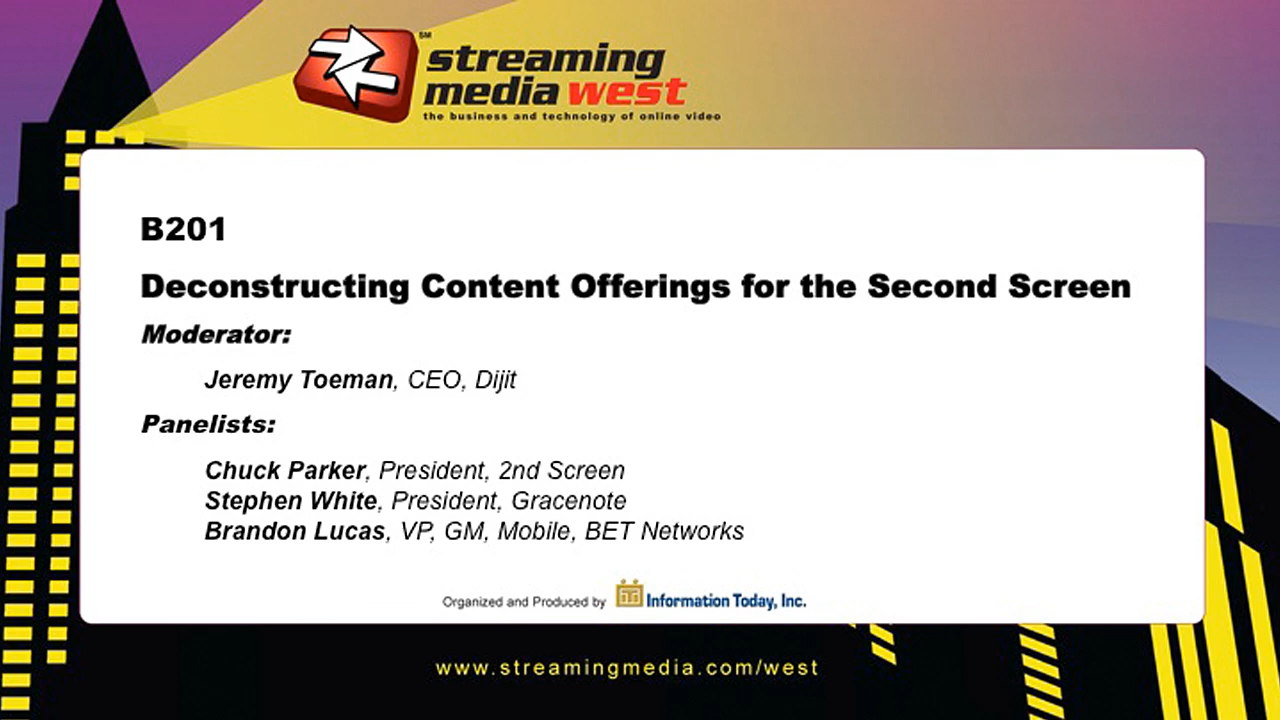 SM
streaming
media west
the business and technology of online video
B201
Deconstructing Content Offerings for the Second Screen
Moderator:
Jeremy Toeman, CEO, Dijit
Panelists:
Chuck Parker, President, 2nd Screen
Stephen White, President, Gracenote
Brandon Lucas, VP, GM, Mobile, BET Networks
Organized and Produced by Information Today, Inc.
www.streamingmedia.com/west